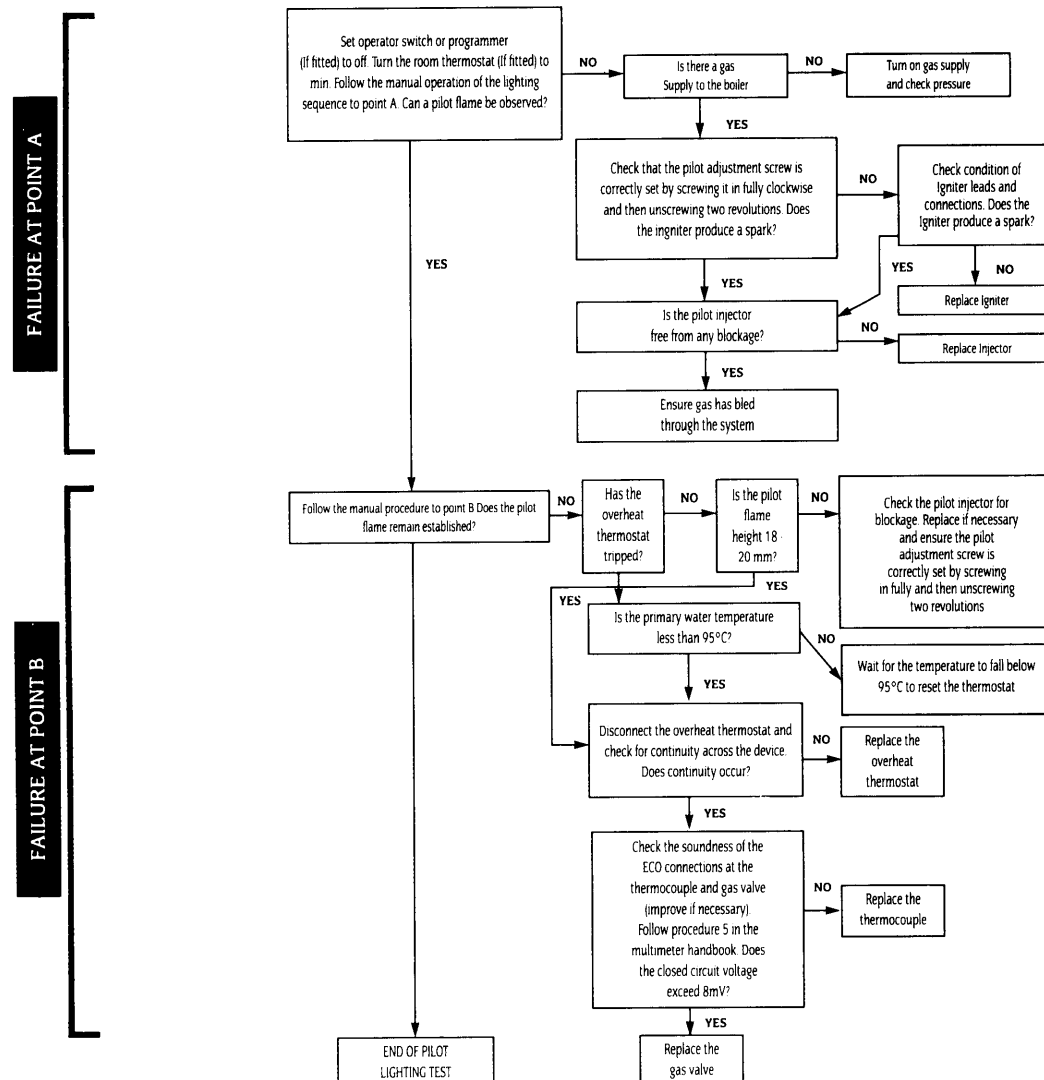 FAILURE AT POINT A
Set operator switch or programmer
(If fitted) to off. Turn the room thermostat (If fitted) to
min. Follow the manual operation of the lighting
sequence to point A. Can a pilot flame be observed?
NO
Is there a gas
Supply to the boiler
NO
Turn on gas supply
and check pressure
YES
Check that the pilot adjustment screw is
correctly set by screwing it in fully clockwise
and then unscrewing two revolutions. Does
the ingniter produce a spark?
NO
Check condition of
Igniter leads and
connections. Does the
Igniter produce a spark?
YES
YES
YES
NO
Replace Igniter
Is the pilot injector
free from any blockage?
NO
Replace Injector
YES
Ensure gas has bled
through the system
FAILURE AT POINT B
Follow the manual procedure to point B Does the pilot
flame remain established?
NO
Has the
overheat
thermostat
tripped?
NO
Is the pilot
flame
height 18 -
20 mm?
NO
Check the pilot injector for
blockage. Replace if necessary
and ensure the pilot
adjustment screw is
correctly set by screwing
in fully and then unscrewing
two revolutions
YES
YES
Is the primary water temperature
less than 95°C?
NO
Wait for the temperature to fall below
95°C to reset the thermostat
YES
Disconnect the overheat thermostat and
check for continuity across the device.
Does continuity occur?
NO
Replace the
overheat
thermostat
YES
Check the soundness of the
ECO connections at the
thermocouple and gas valve
(improve if necessary)
Follow procedure 5 in the
multimeter handbook. Does
the closed circuit voltage
exceed 8mV?
NO
Replace the
thermocouple
YES
END OF PILOT
LIGHTING TEST
Replace the
gas valve